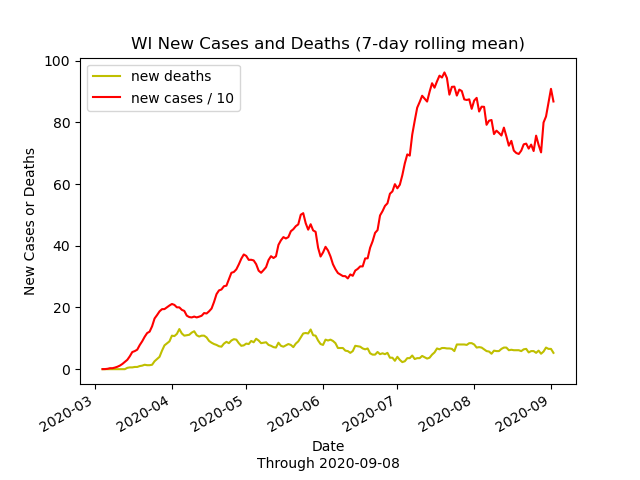 WI New Cases and Deaths (7-day rolling mean)
new deaths
new cases / 10
New Cases or Deaths
100
80
60
40
20
0
2020-03
2020-04
2020-05
2020-06
2020-07
2020-08
2020-09
Date
Through 2020-09-08